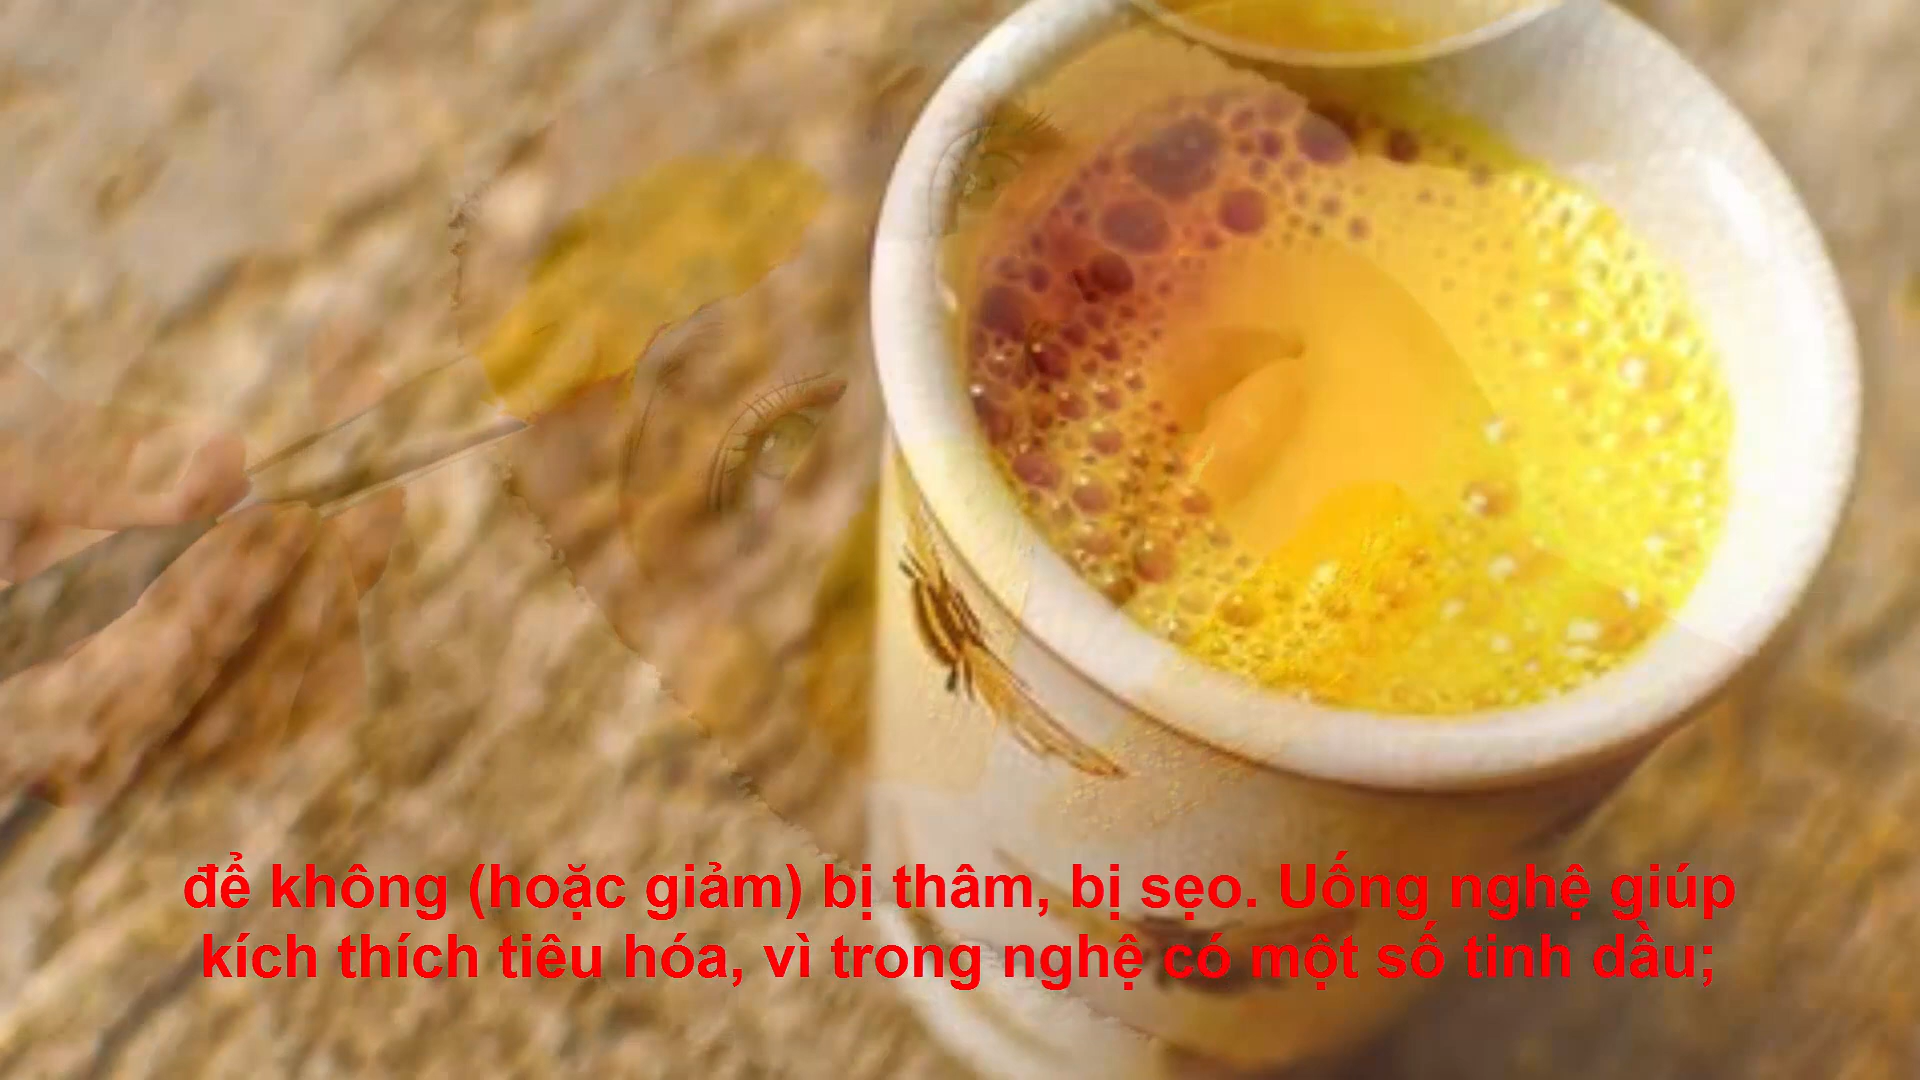 để không (hoặc giảm) bị thâm, bị sẹo. Uống nghệ giúp
kích thích tiêu hóa, vì trong nghệ có một số tinh dầu;